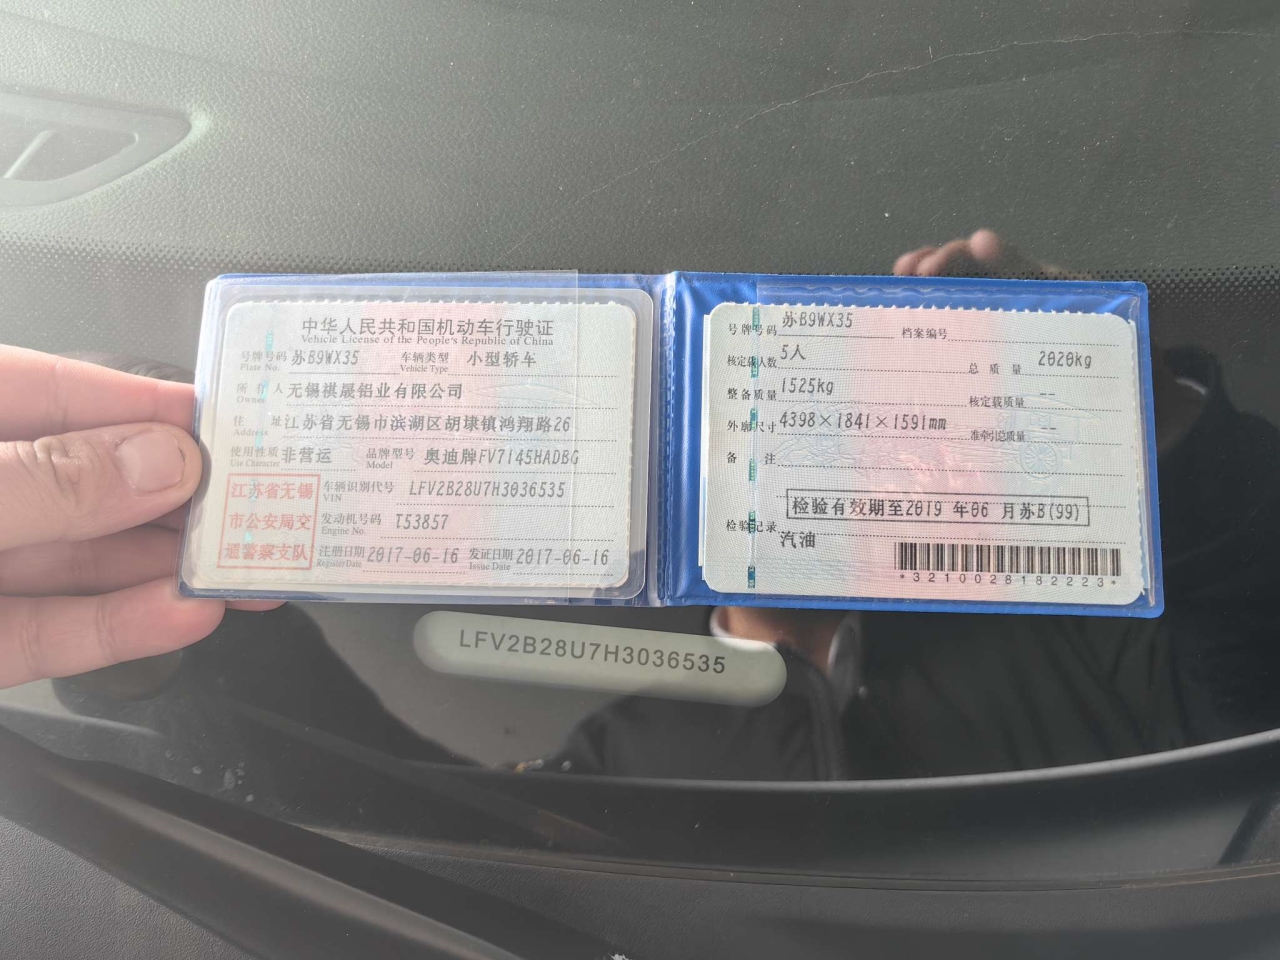 中华人民共和国机动车行驶证
Vehicle License of the People's Republic of China
号牌号码 苏B9WX35 车辆类型 小型轿车
Plate No. Vehicle Type
所有人 无锡祺晟铝业有限公司
Owner
住址 江苏省无锡市滨湖区胡埭镇鸿翔路26
Address
使用性质 非营运 品牌型号 奥迪牌FV7145HADBG
Use Character Model
江苏省无锡
市公安局交
通警察支队
车辆识别代号 LFV2B28U7H3036535
VIN
发动机号码 T53857
Engine No.
注册日期 2017-06-16 发证日期 2017-06-16
Register Date Issue Date
号牌号码 苏B9WX35 档案编号
核定载人数 5人 总质量 2020kg
整备质量 1525kg 核定载质量 --
外廓尺寸 4398×1841×1591mm 准牵引总质量 --
备注
检验有效期至2019 年06 月苏B(99)
检验记录
汽油
*3210028182223*
LFV2B28U7H3036535